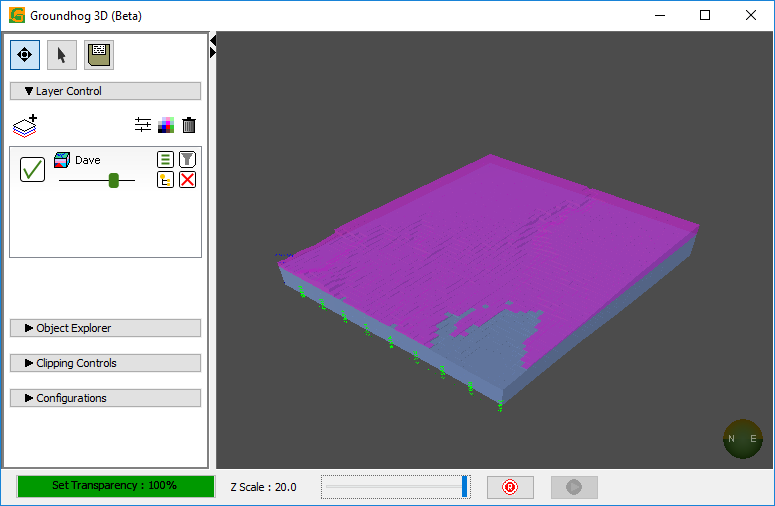 Groundhog 3D (Beta)
Layer Control
Dave
Object Explorer
Clipping Controls
Configurations
N E
Set Transparency : 100%
Z Scale : 20.0
R